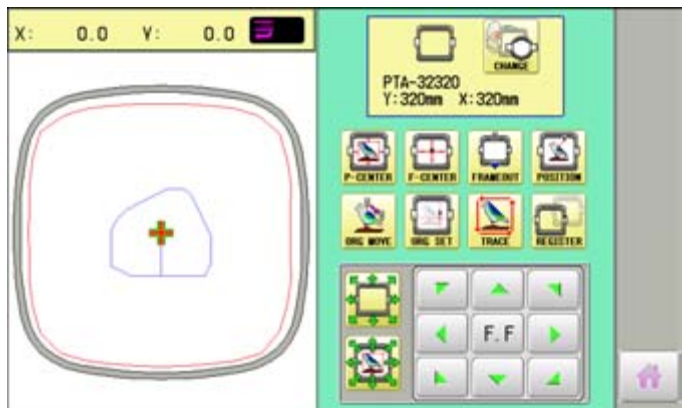 X: 0.0 Y: 0.0
CHANGE
PTA-32320
Y:320mm X:320mm
P-CENTER F-CENTER FRAMEOUT POSITION
ORG MOVE ORG SET TRACE REGISTER
F.F